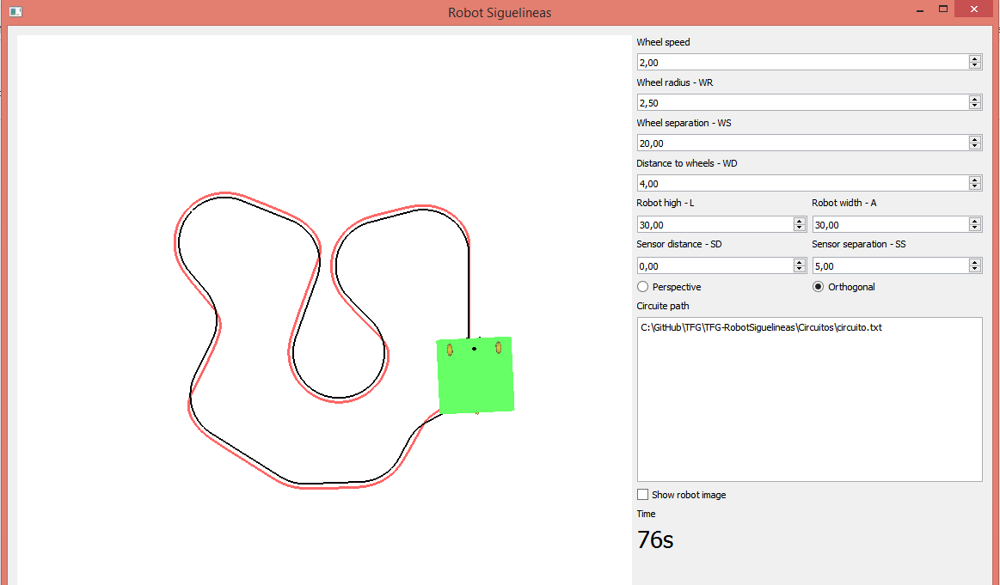 Robot Siguelineas
Wheel speed
2,00
Wheel radius - WR
2,50
Wheel separation - WS
20,00
Distance to wheels - WD
4,00
Robot high - L Robot width - A
30,00 30,00
Sensor distance - SD Sensor separation - SS
0,00 5,00
Perspective Orthogonal
Circuite path
C:\GitHub\TFG\TFG-RobotSiguelineas\Circuitos\circuito.txt
Show robot image
Time
76s